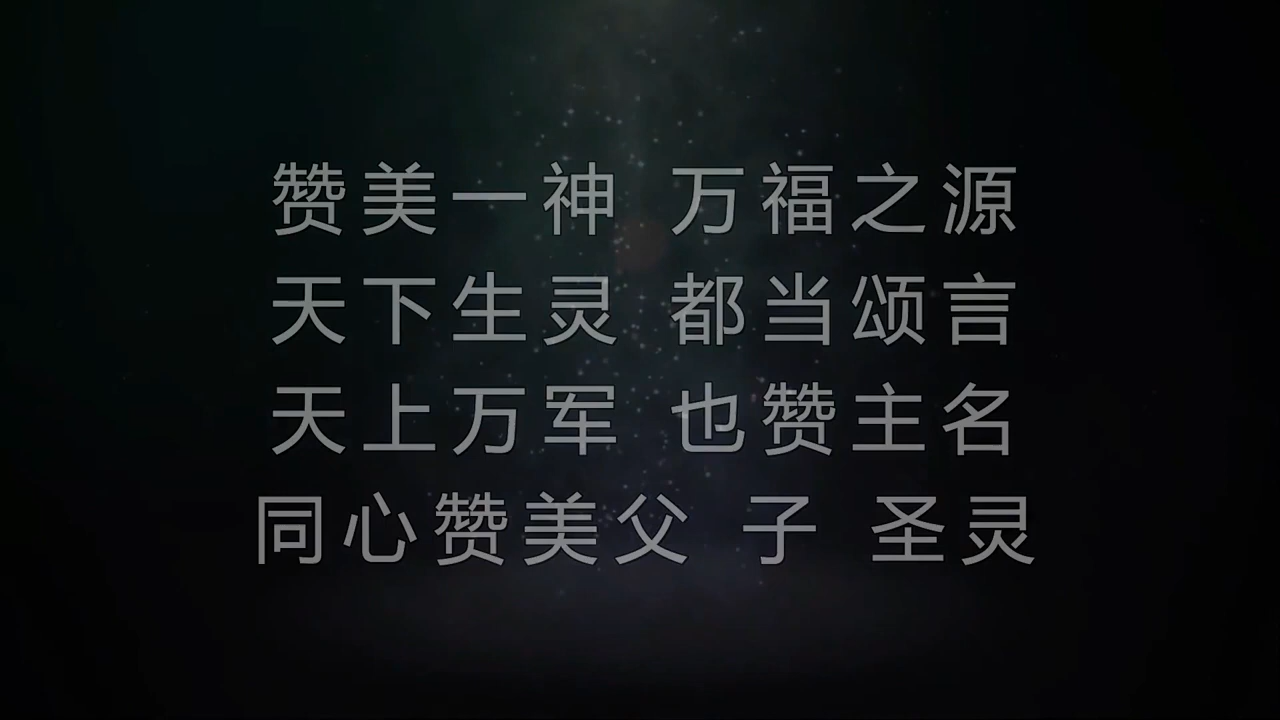 赞美一神 万福之源
天下生灵 都当颂言
天上万军 也赞主名
同心赞美父 子 圣灵